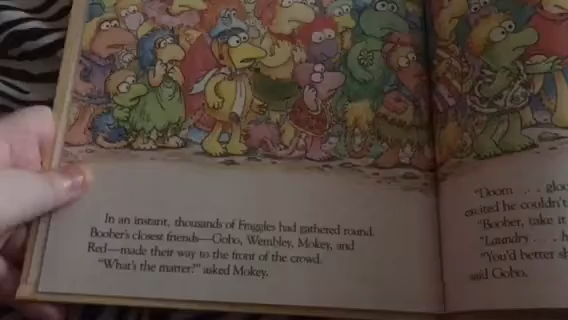 In an instant, thousands of Fraggles had gathered round.
Boober's closest friends—Gobo, Wembley, Mokey, and
Red—made their way to the front of the crowd.
"What's the matter?" asked Mokey.
"Doom . . .
excited he couldn't
"Boober, take it
"Laundry . . .
"You'd better
said Gobo.